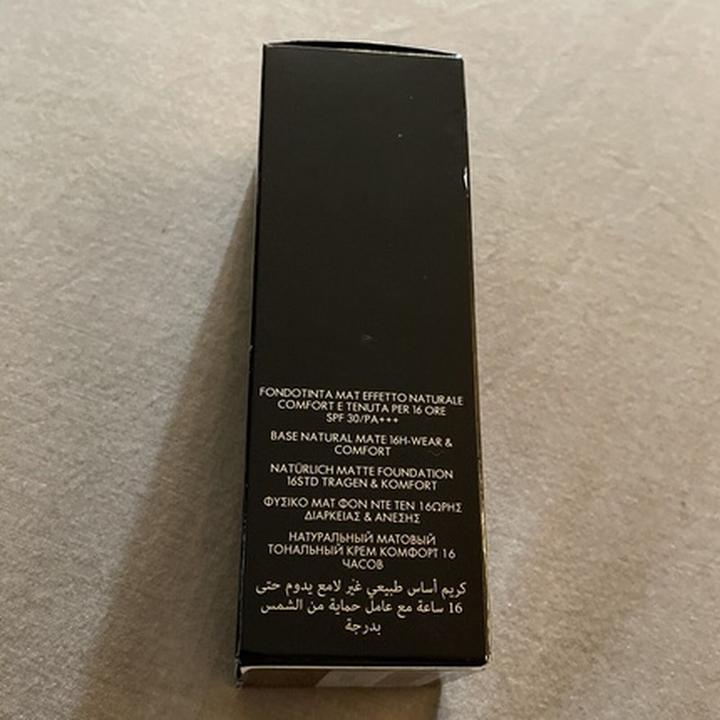 FONDOTINTA MAT EFFETTO NATURALE
COMFORT E TENUTA PER 16 ORE
SPF 30/PA+++
BASE NATURAL MATE 16H-WEAR &
COMFORT
NATÜRLICH MATTE FOUNDATION
16STD TRAGEN & KOMFORT
ΦΥΣΙΚΟ ΜΑΤ ΦΟΝ ΝΤΕ ΤΕΝ 16ΩΡΗΣ
ΔΙΑΡΚΕΙΑΣ & ΑΝΕΣΗΣ
НАТУРАЛЬНЫЙ МАТОВЫЙ
ТОНАЛЬНЫЙ КРЕМ КОМФОРТ 16
ЧАСОВ
كريم أساس طبيعي غير لامع يدوم حتى
16 ساعة مع عامل حماية من الشمس
بدرجة